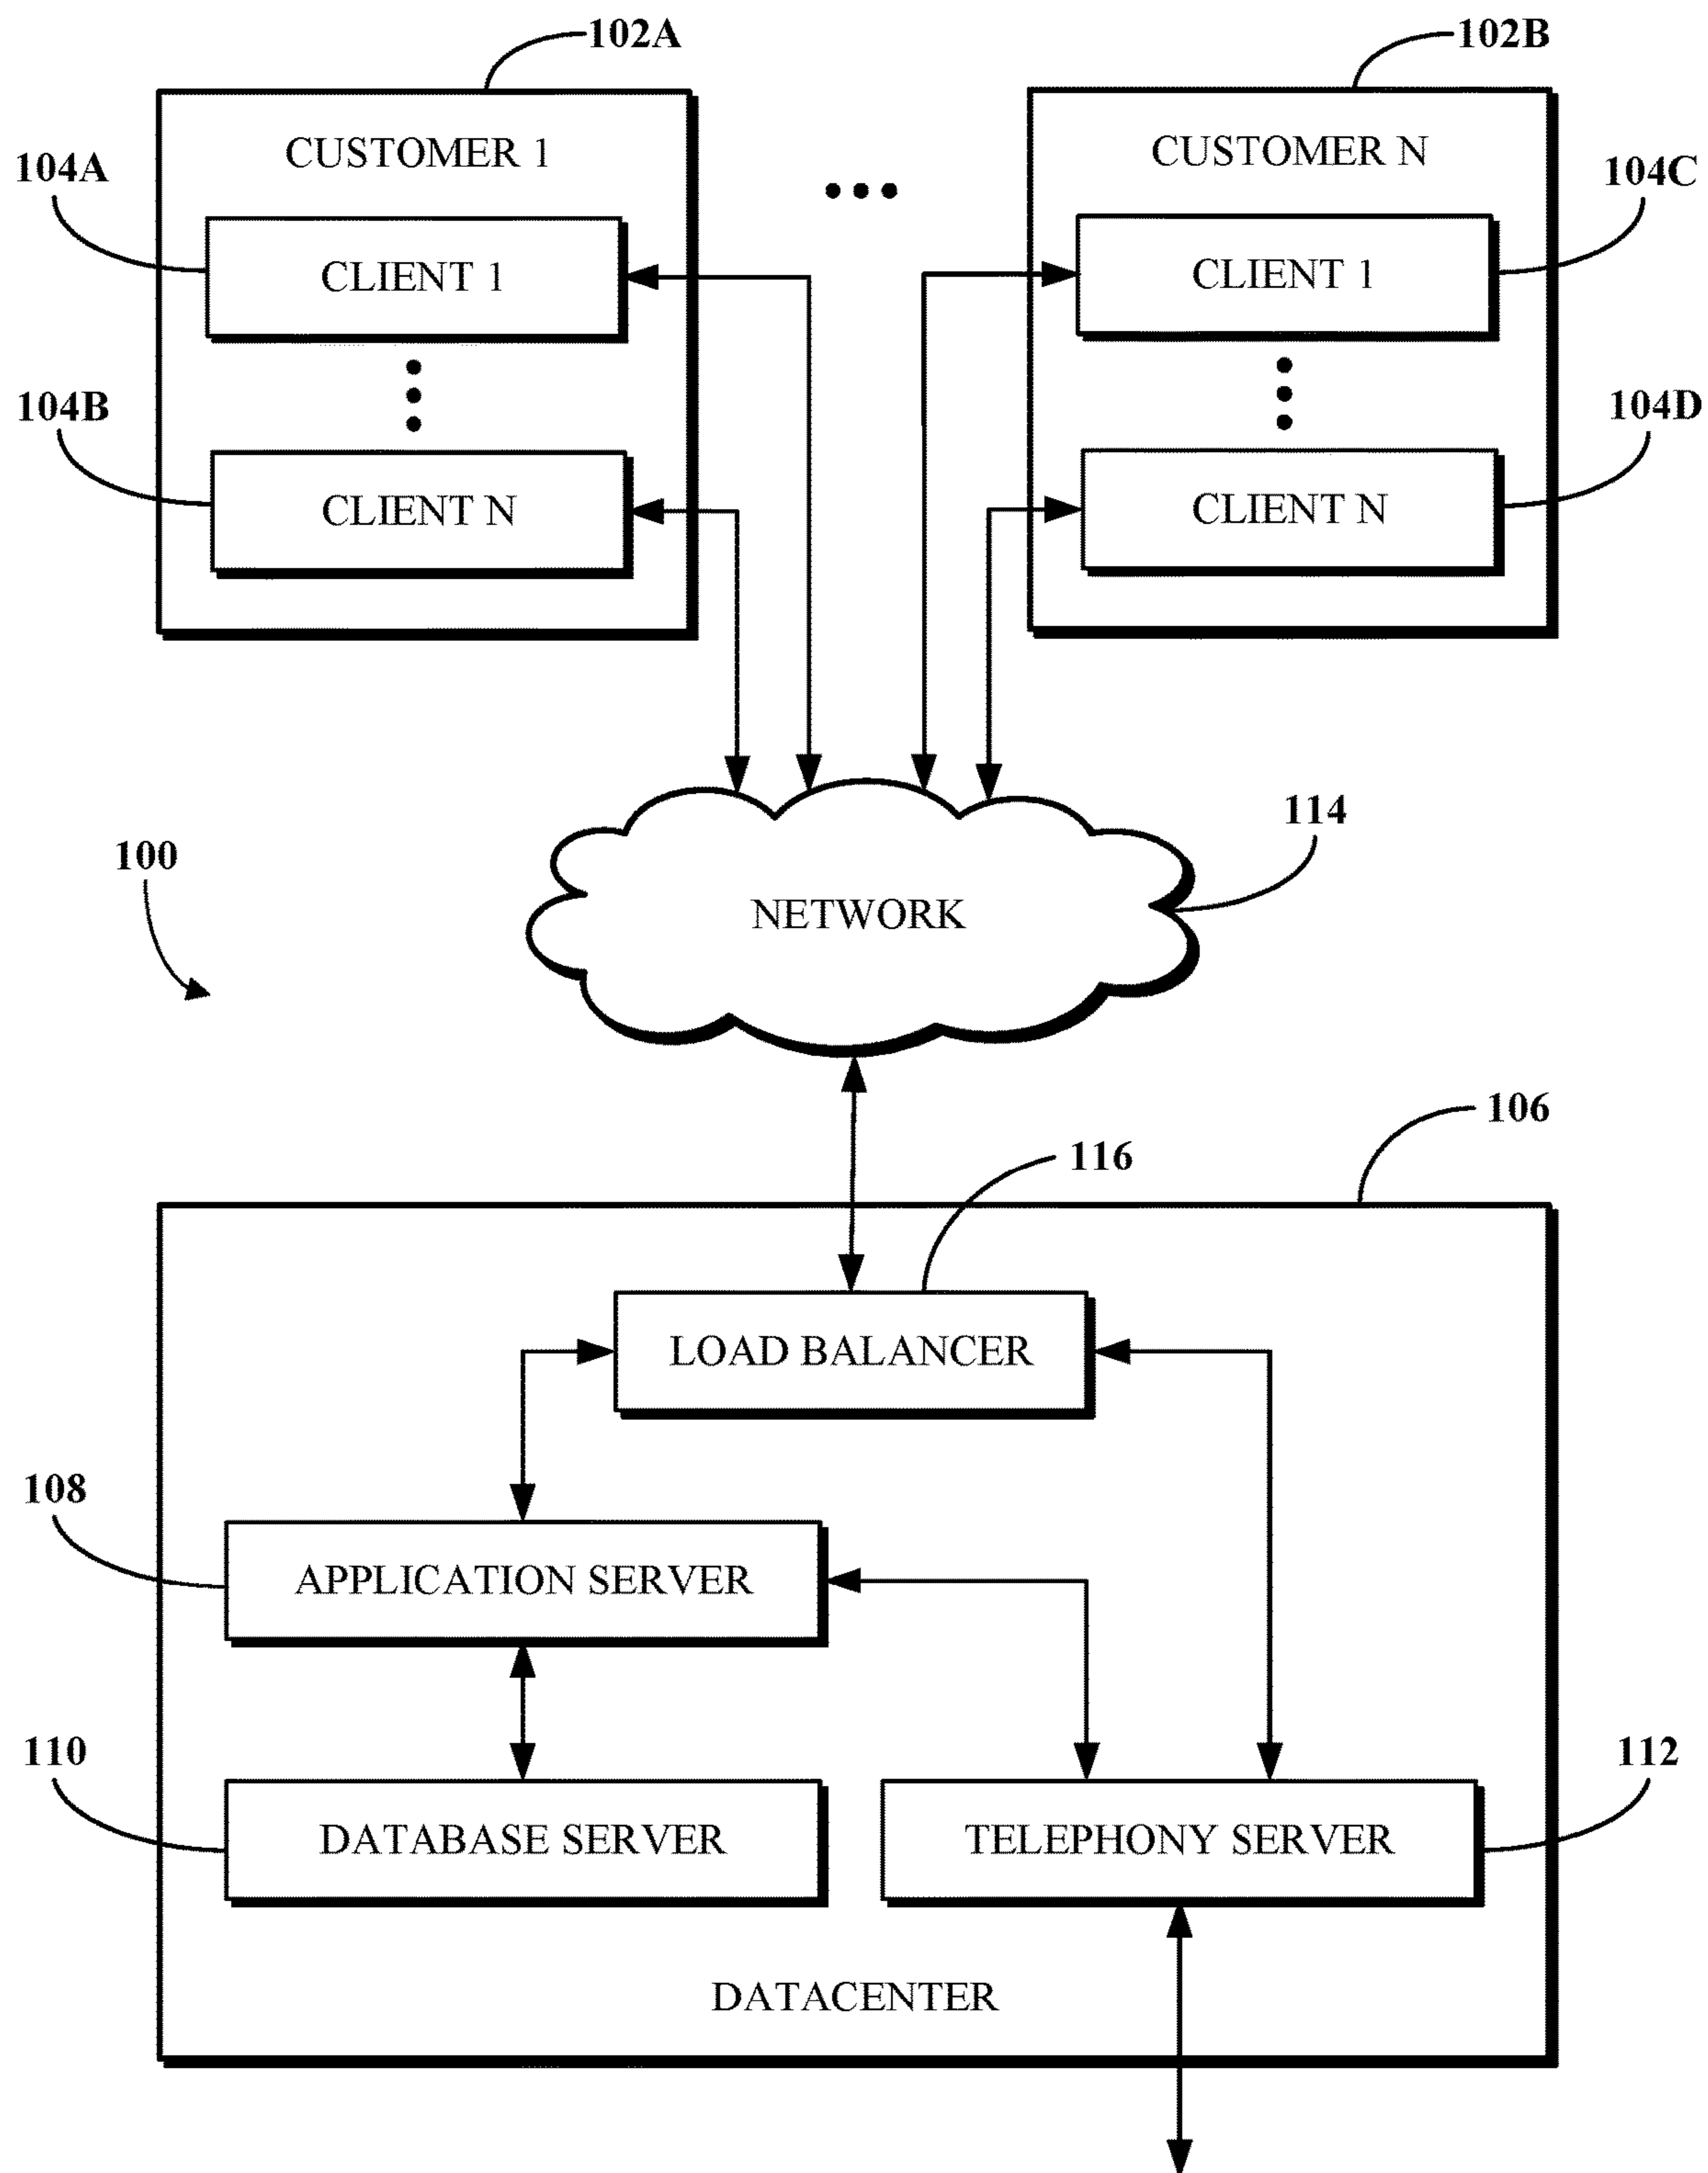 102A
102B
CUSTOMER 1
CUSTOMER N
104A
104C
CLIENT 1
CLIENT 1
104B
104D
CLIENT N
CLIENT N
114
100
NETWORK
106
116
LOAD BALANCER
108
APPLICATION SERVER
110
112
DATABASE SERVER
TELEPHONY SERVER
DATACENTER